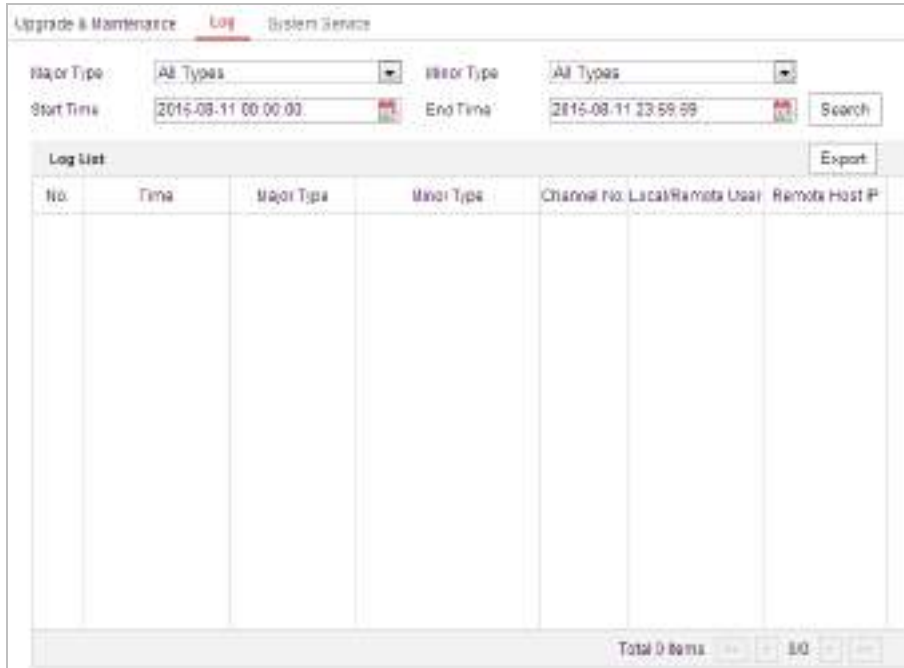 Upgrade & Maintenance Log System Service
Major Type All Types Minor Type All Types
Start Time 2015-08-11 00:00:00 End Time 2015-08-11 23:59:59 Search
Log List Export
No. Time Major Type Minor Type Channel No. Local/Remote User Remote Host IP
Total 0 Items << < 0/0 > >>